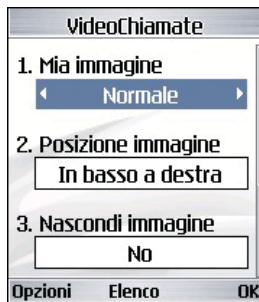 VideoChiamate
1. Mia immagine
Normale
2. Posizione immagine
In basso a destra
3. Nascondi immagine
No
Opzioni Elenco OK